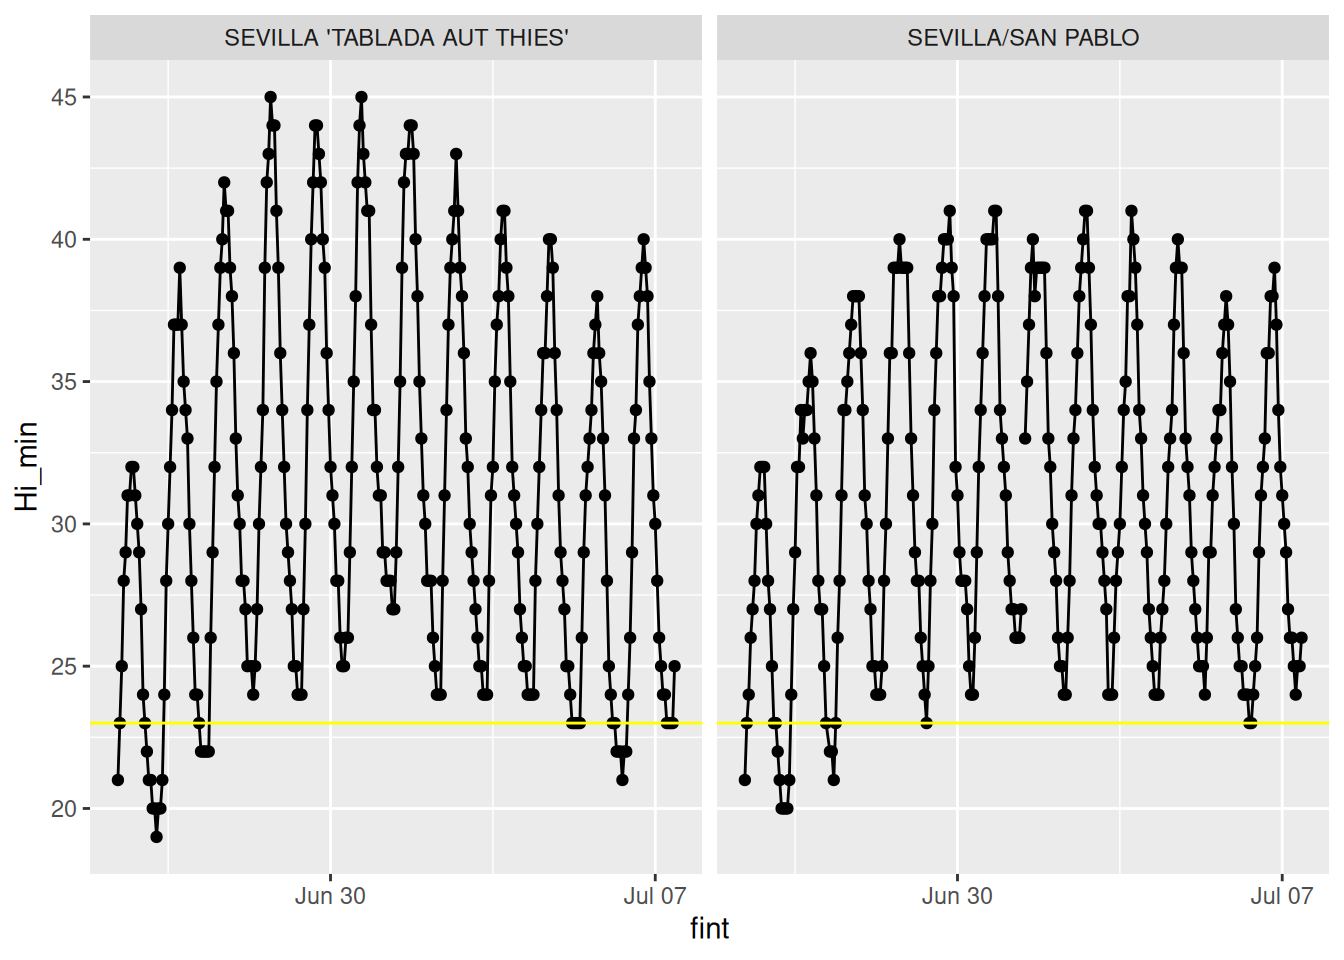 SEVILLA 'TABLADA AUT THIES'
SEVILLA/SAN PABLO
Hi_min
45
40
35
30
25
20
Jun 30
Jul 07
Jun 30
Jul 07
fint